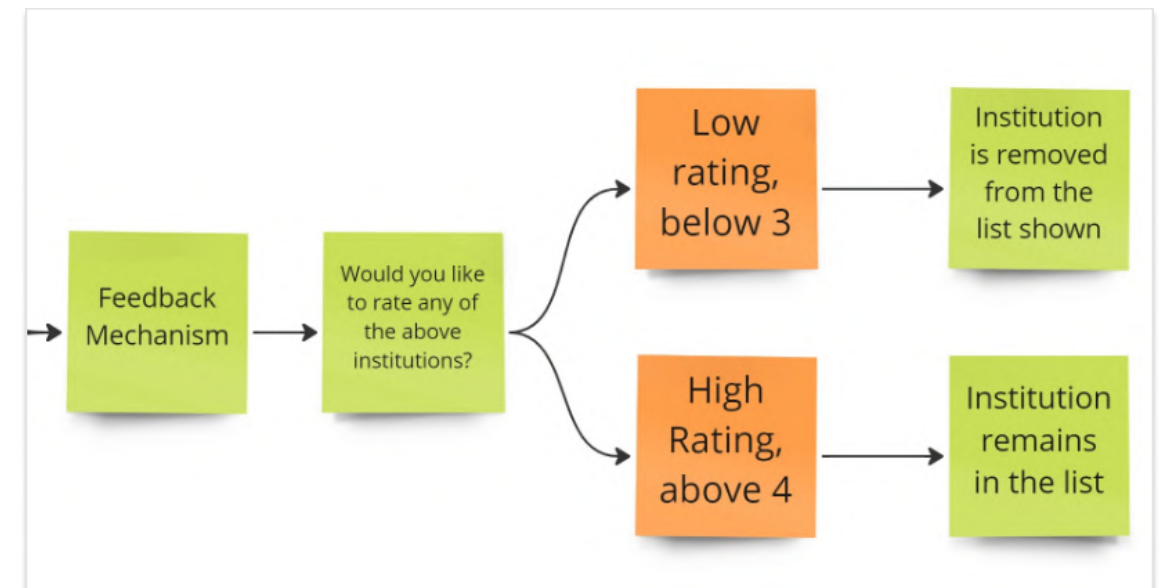 Feedback
Mechanism
Would you like
to rate any of
the above
institutions?
Low
rating,
below 3
Institution
is removed
from the
list shown
High
Rating,
above 4
Institution
remains
in the list